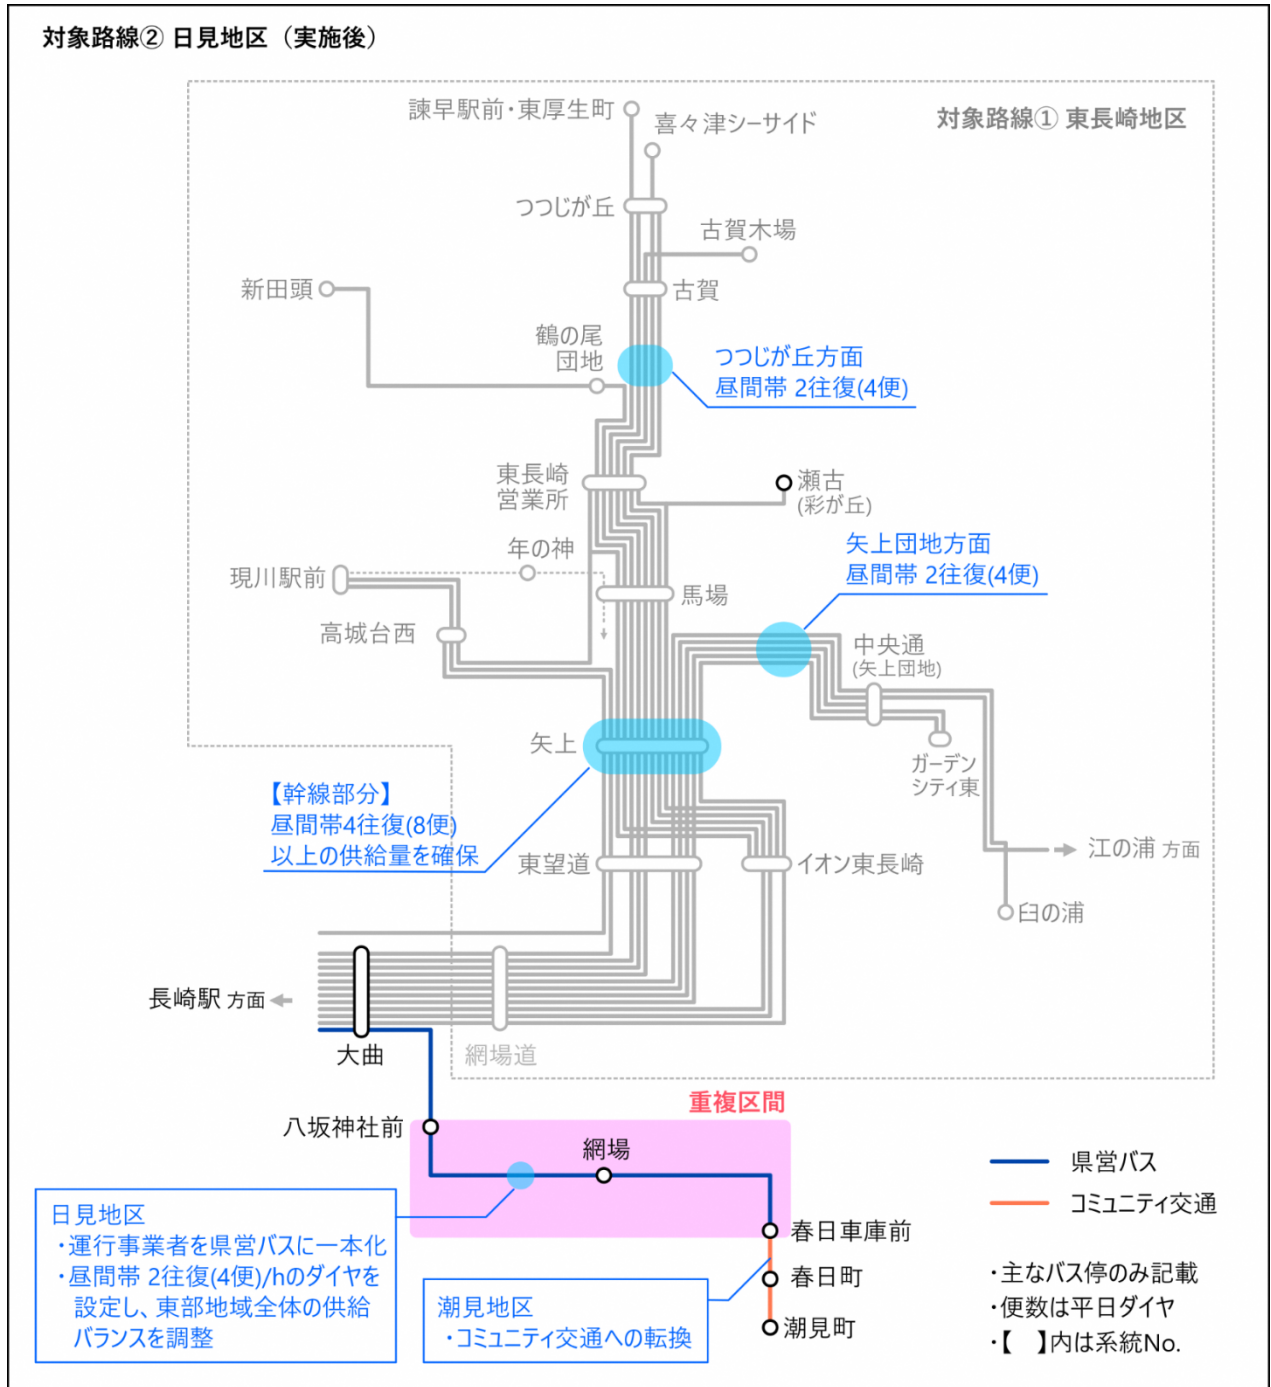 対象路線② 日見地区（実施後）
対象路線① 東長崎地区
諫早駅前・東厚生町
喜々津シーサイド
つつじが丘
古賀木場
新田頭
古賀
鶴の尾
団地
つつじが丘方面
昼間帯 2往復(4便)
東長崎
営業所
瀬古
(彩が丘)
年の神
矢上団地方面
昼間帯 2往復(4便)
現川駅前
馬場
高城台西
中央通
(矢上団地)
矢上
ガーデン
シティ東
【幹線部分】
昼間帯4往復(8便)
以上の供給量を確保
東望道
イオン東長崎
江の浦 方面
臼の浦
長崎駅 方面
大曲
網場道
重複区間
八坂神社前
網場
県営バス
コミュニティ交通
日見地区
・運行事業者を県営バスに一本化
・昼間帯 2往復(4便)/hのダイヤを
設定し、東部地域全体の供給
バランスを調整
春日車庫前
春日町
潮見町
潮見地区
・コミュニティ交通への転換
・主なバス停のみ記載
・便数は平日ダイヤ
・【　】内は系統No.